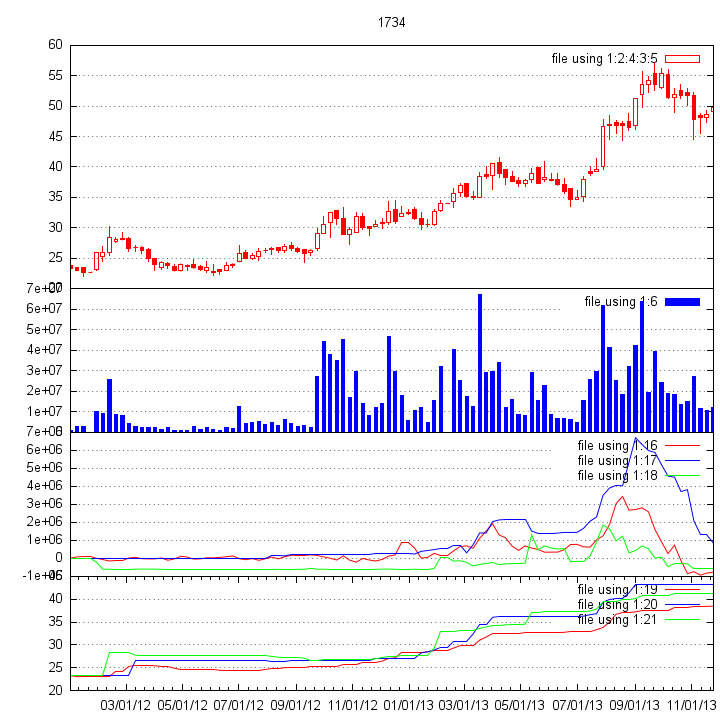 1734
60
file using 1:2:4:3:5
55
50
45
40
35
30
25
20
7e+07
file using 1:6
6e+07
5e+07
4e+07
3e+07
2e+07
1e+07
0
7e+06
file using 1:16
6e+06
file using 1:17
5e+06
file using 1:18
4e+06
3e+06
2e+06
1e+06
0
-1e+06
45
file using 1:19
40
file using 1:20
file using 1:21
35
30
25
20
03/01/12 05/01/12 07/01/12 09/01/12 11/01/12 01/01/13 03/01/13 05/01/13 07/01/13 09/01/13 11/01/13